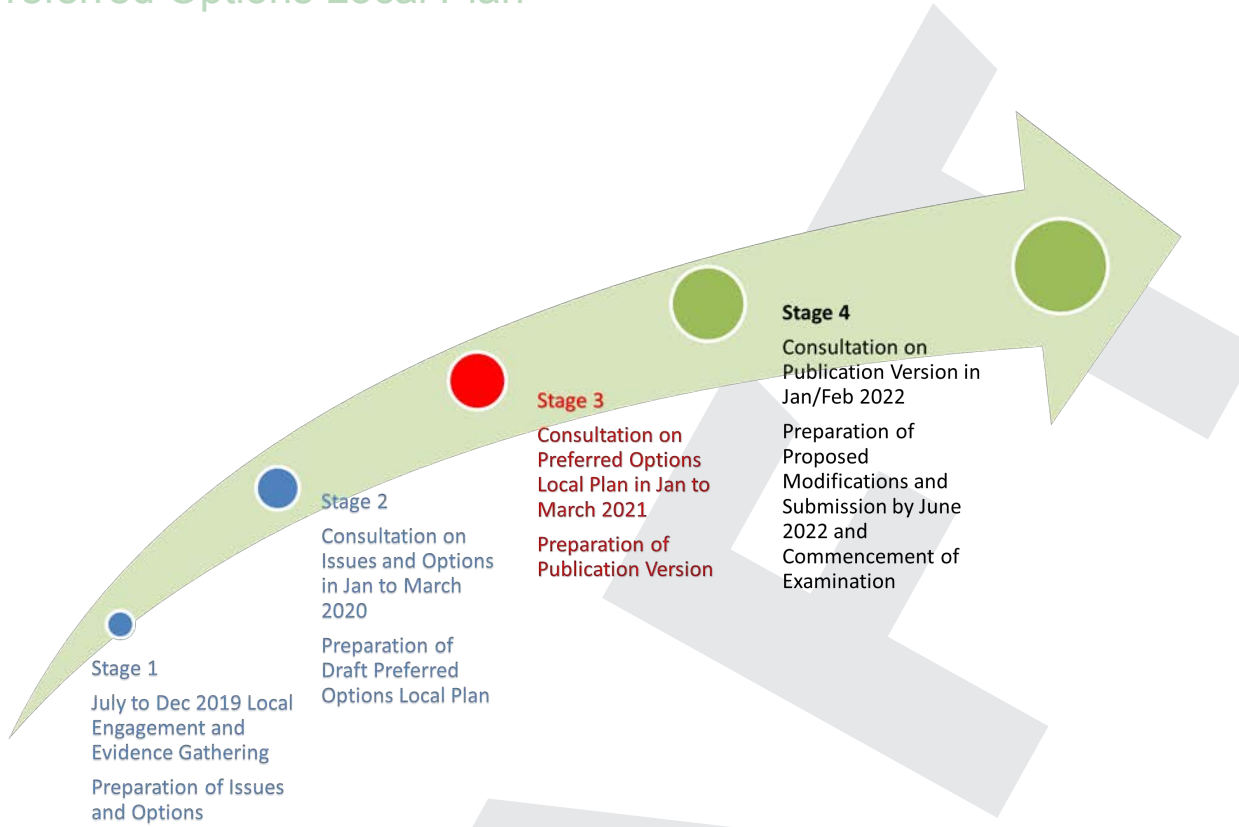 Options Local Plan
Stage 1
July to Dec 2019 Local
Engagement and
Evidence Gathering
Preparation of Issues
and Options
Stage 2
Consultation on
Issues and Options
in Jan to March
2020
Preparation of
Draft Preferred
Options Local Plan
Stage 3
Consultation on
Preferred Options
Local Plan in Jan to
March 2021
Preparation of
Publication Version
Stage 4
Consultation on
Publication Version in
Jan/Feb 2022
Preparation of
Proposed
Modifications and
Submission by June
2022 and
Commencement of
Examination